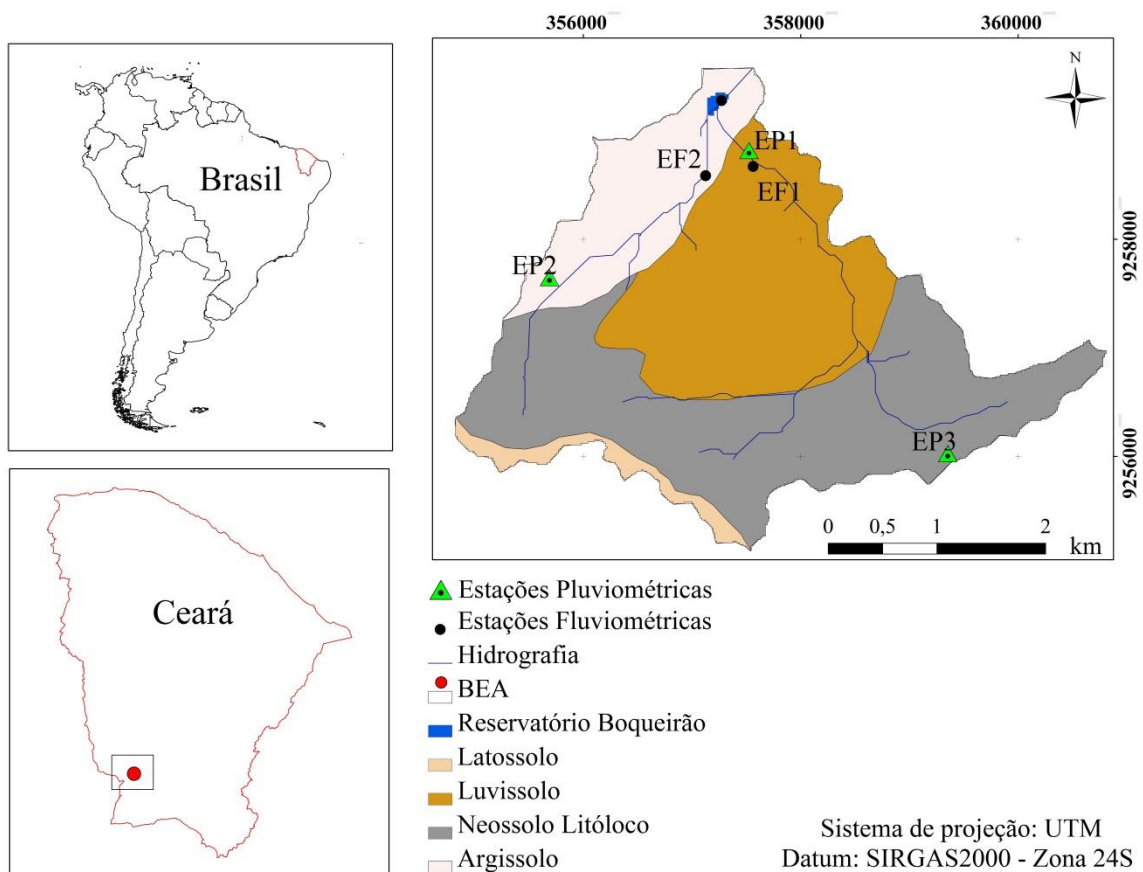 356000
358000
360000
N
Brasil
EP1
EF2
EF1
9258000
EP2
EP3
9256000
0 0,5 1 2
km
Ceará
Estações Pluviométricas
Estações Fluviométricas
Hidrografia
BEA
Reservatório Boqueirão
Latossolo
Luvissolo
Neossolo Litóloco
Argissolo
Sistema de projeção: UTM
Datum: SIRGAS2000 - Zona 24S